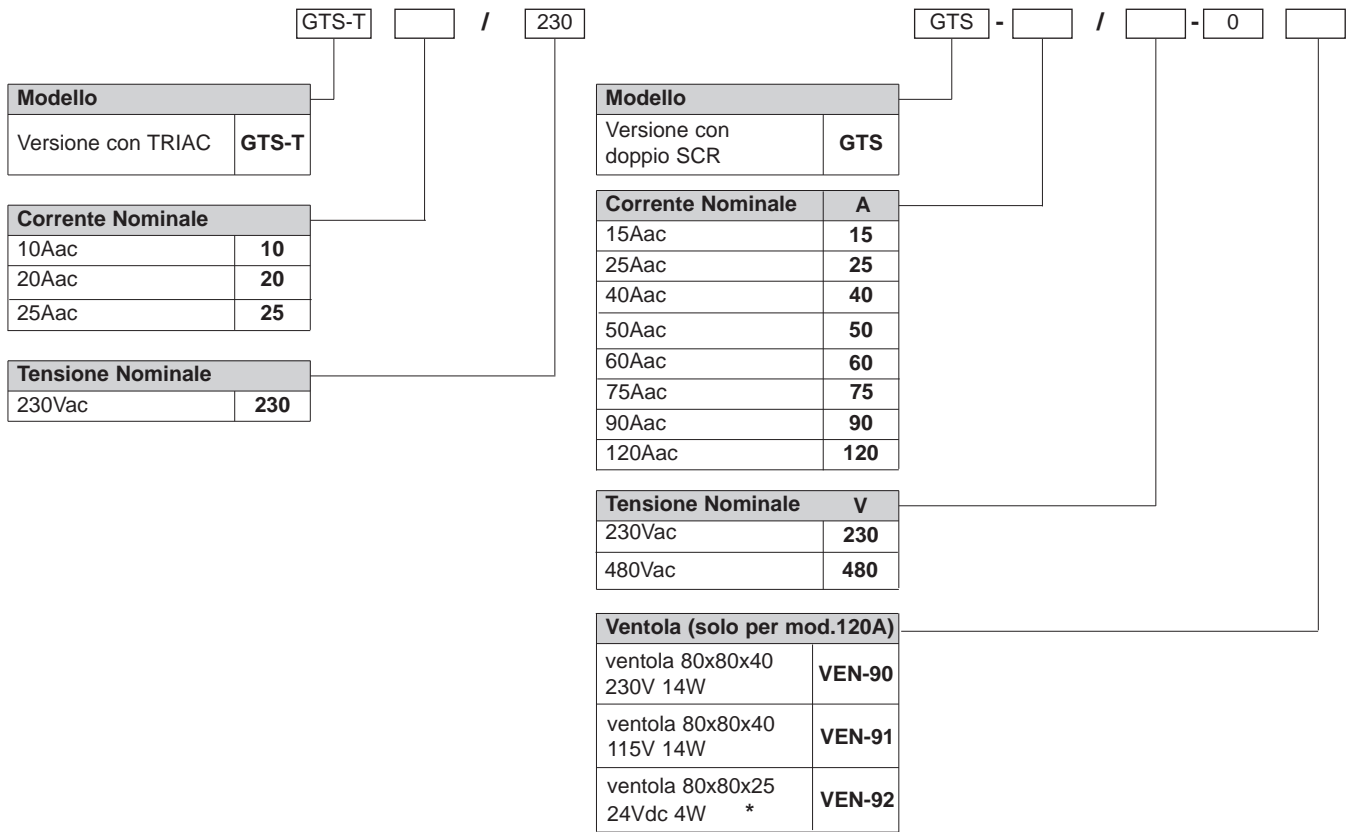 GTS-T / 230
Modello
Versione con TRIAC GTS-T
Corrente Nominale
10Aac 10
20Aac 20
25Aac 25
Tensione Nominale
230Vac 230
GTS - / - 0
Modello
Versione con
doppio SCR GTS
Corrente Nominale A
15Aac 15
25Aac 25
40Aac 40
50Aac 50
60Aac 60
75Aac 75
90Aac 90
120Aac 120
Tensione Nominale V
230Vac 230
480Vac 480
Ventola (solo per mod.120A)
ventola 80x80x40
230V 14W VEN-90
ventola 80x80x40
115V 14W VEN-91
ventola 80x80x25
24Vdc 4W * VEN-92